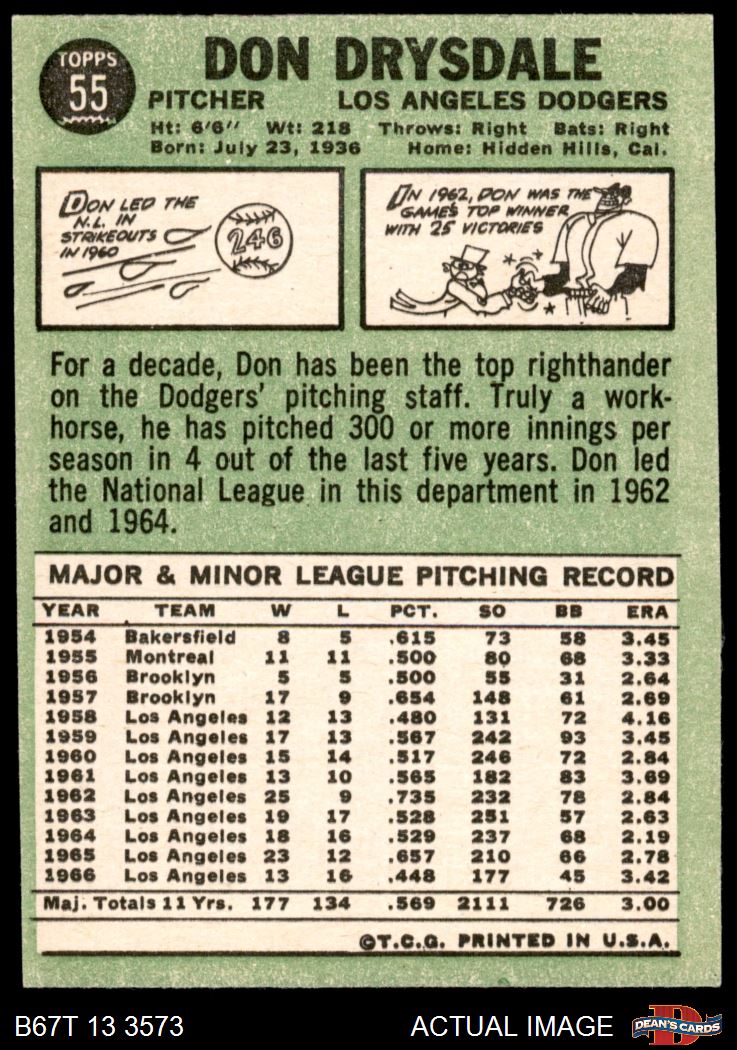 TOPPS
55
DON DRYSDALE
PITCHER LOS ANGELES DODGERS
Ht: 6'6" Wt: 218 Throws: Right Bats: Right
Born: July 23, 1936 Home: Hidden Hills, Cal.
DON LED THE
N.L. IN
STRIKEOUTS
IN 1960
246
IN 1962, DON WAS THE
GAME'S TOP WINNER
WITH 25 VICTORIES
For a decade, Don has been the top righthander
on the Dodgers' pitching staff. Truly a work-
horse, he has pitched 300 or more innings per
season in 4 out of the last five years. Don led
the National League in this department in 1962
and 1964.
MAJOR & MINOR LEAGUE PITCHING RECORD
YEAR TEAM W L PCT. SO BB ERA
1954 Bakersfield 8 5 .615 73 58 3.45
1955 Montreal 11 11 .500 80 68 3.33
1956 Brooklyn 5 5 .500 55 31 2.64
1957 Brooklyn 17 9 .654 148 61 2.69
1958 Los Angeles 12 13 .480 131 72 4.16
1959 Los Angeles 17 13 .567 242 93 3.45
1960 Los Angeles 15 14 .517 246 72 2.84
1961 Los Angeles 13 10 .565 182 83 3.69
1962 Los Angeles 25 9 .735 232 78 2.84
1963 Los Angeles 19 17 .528 251 57 2.63
1964 Los Angeles 18 16 .529 237 68 2.19
1965 Los Angeles 23 12 .657 210 66 2.78
1966 Los Angeles 13 16 .448 177 45 3.42
Maj. Totals 11 Yrs. 177 134 .569 2111 726 3.00
©T.C.G. PRINTED IN U.S.A.
B67T 13 3573 ACTUAL IMAGE
D
DEAN'S CARDS